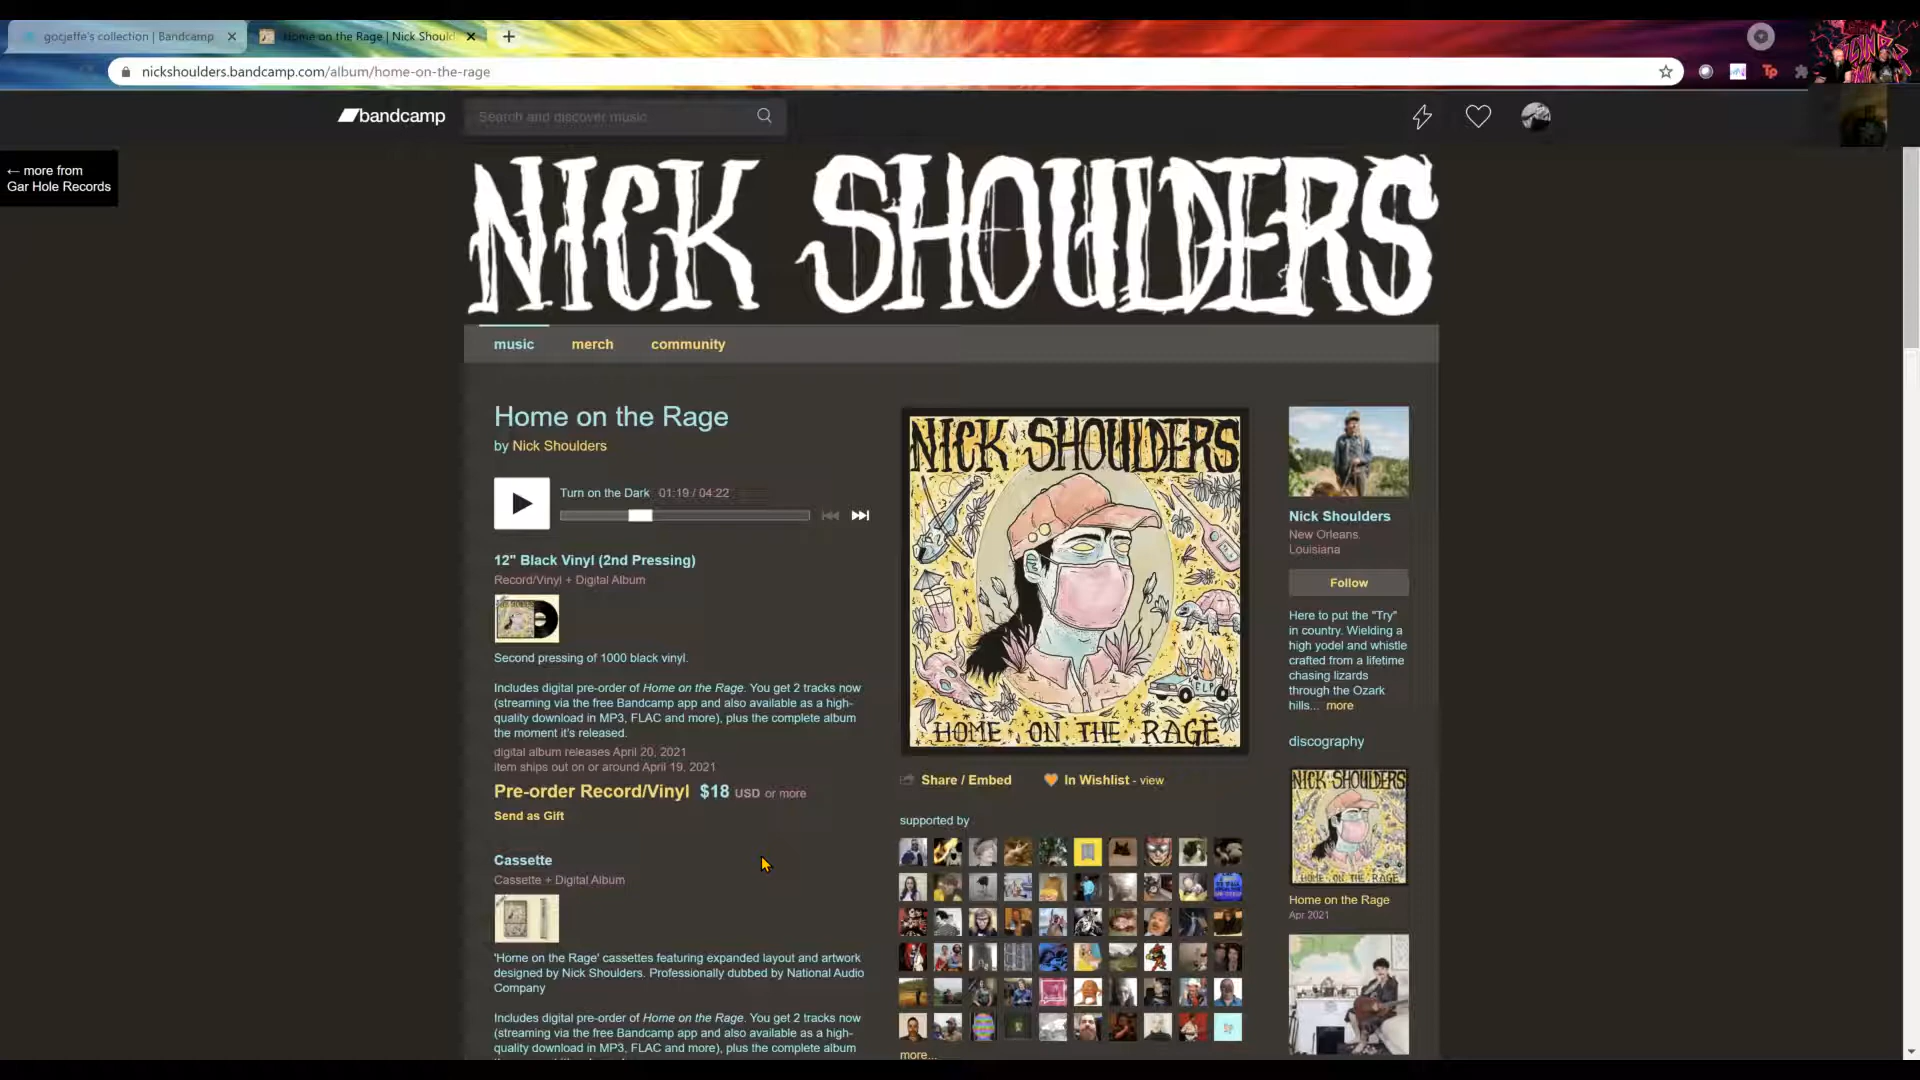 gocjeffe's collection | Bandcamp
Home on the Rage | Nick Should
nickshoulders.bandcamp.com/album/home-on-the-rage
Tp
bandcamp
Search and discover music
← more from
Gar Hole Records
NICK SHOULDERS
music
merch
community
Home on the Rage
by Nick Shoulders
Turn on the Dark 01:19 / 04:22
12" Black Vinyl (2nd Pressing)
Record/Vinyl + Digital Album
Second pressing of 1000 black vinyl.
Includes digital pre-order of Home on the Rage. You get 2 tracks now
(streaming via the free Bandcamp app and also available as a high-
quality download in MP3, FLAC and more), plus the complete album
the moment it's released.
digital album releases April 20, 2021
item ships out on or around April 19, 2021
Pre-order Record/Vinyl $18 USD or more
Send as Gift
Cassette
Cassette + Digital Album
'Home on the Rage' cassettes featuring expanded layout and artwork
designed by Nick Shoulders. Professionally dubbed by National Audio
Company
Includes digital pre-order of Home on the Rage. You get 2 tracks now
(streaming via the free Bandcamp app and also available as a high-
quality download in MP3, FLAC and more), plus the complete album
NICK SHOULDERS
HELP
HOME ON THE RAGE
Share / Embed
In Wishlist - view
supported by
more...
Nick Shoulders
New Orleans,
Louisiana
Follow
Here to put the "Try"
in country. Wielding a
high yodel and whistle
crafted from a lifetime
chasing lizards
through the Ozark
hills... more
discography
NICK SHOULDERS
HOME ON THE RAGE
Home on the Rage
Apr 2021